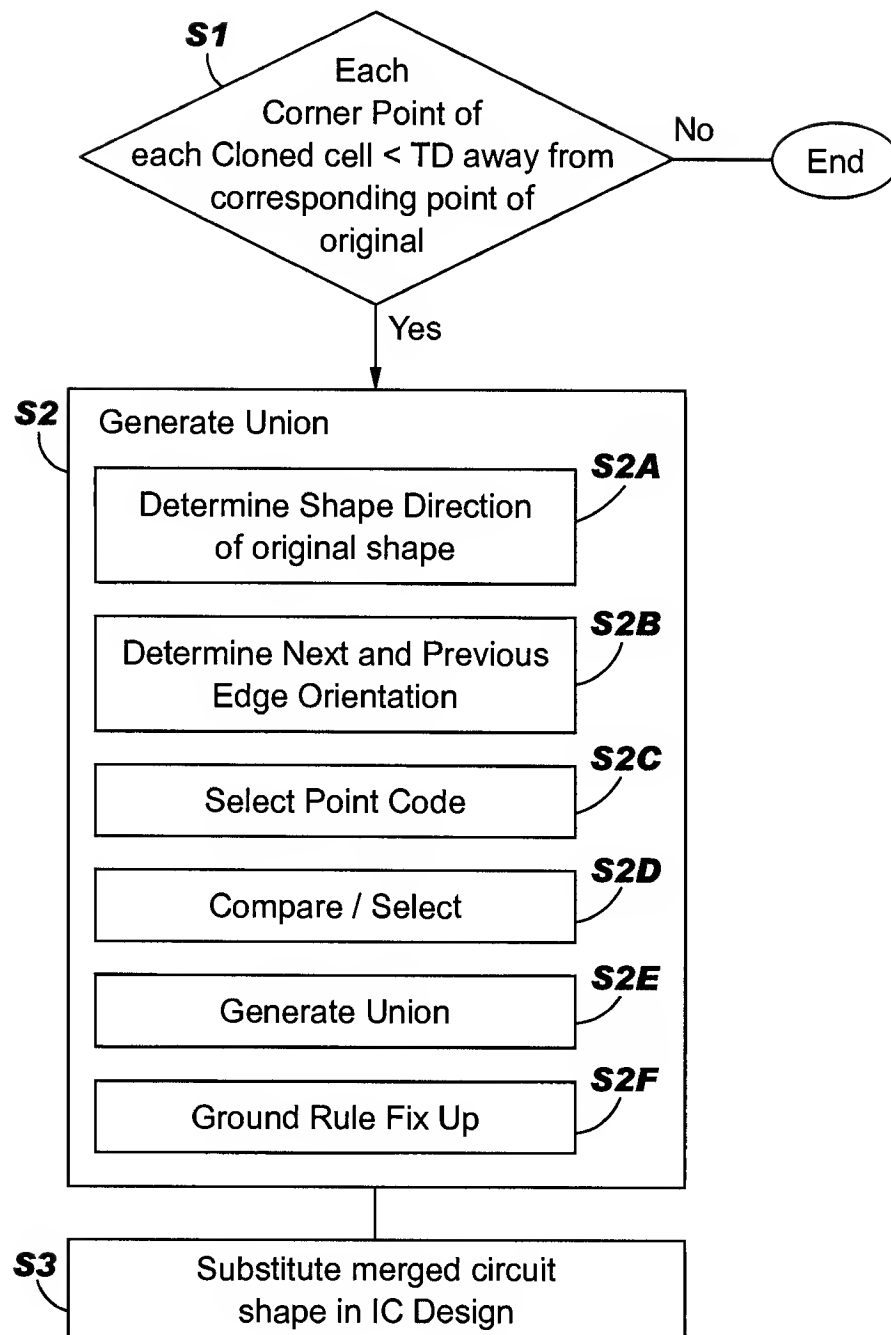 S1
Each
Corner Point of
each Cloned cell < TD away from
corresponding point of
original
No
End
Yes
S2
Generate Union
S2A
Determine Shape Direction
of original shape
S2B
Determine Next and Previous
Edge Orientation
S2C
Select Point Code
S2D
Compare / Select
S2E
Generate Union
S2F
Ground Rule Fix Up
S3
Substitute merged circuit
shape in IC Design